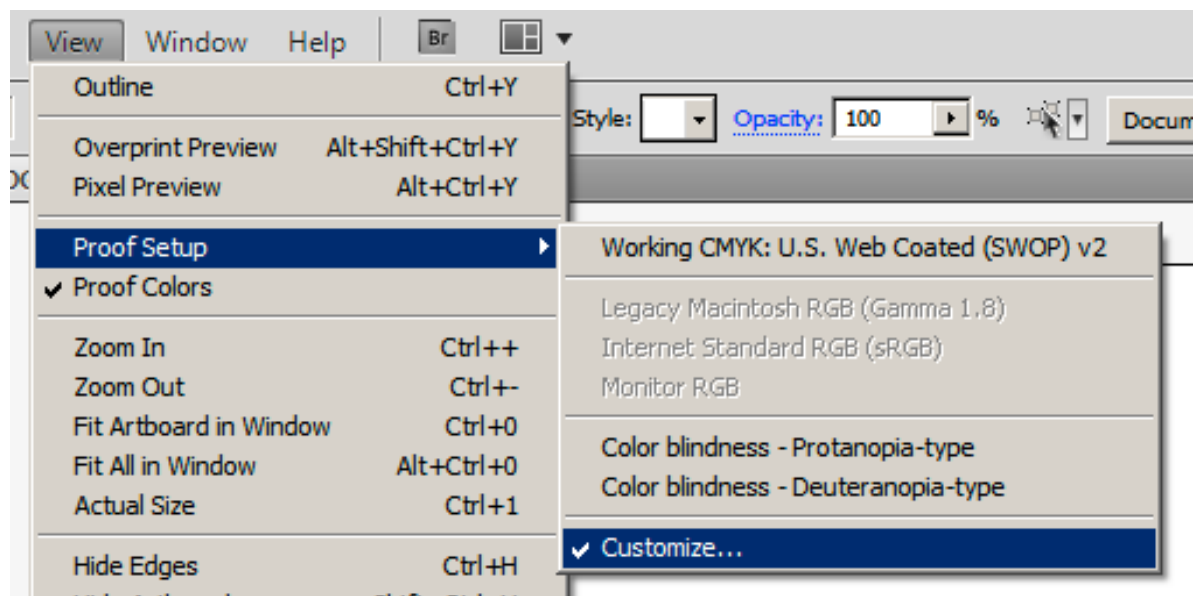 View Window Help Br
Outline Ctrl+Y
Style: Opacity: 100 % Docum
Overprint Preview Alt+Shift+Ctrl+Y
Pixel Preview Alt+Ctrl+Y
Proof Setup
Working CMYK: U.S. Web Coated (SWOP) v2
Proof Colors
Legacy Macintosh RGB (Gamma 1.8)
Internet Standard RGB (sRGB)
Monitor RGB
Zoom In Ctrl++
Zoom Out Ctrl+-
Fit Artboard in Window Ctrl+0
Fit All in Window Alt+Ctrl+0
Actual Size Ctrl+1
Color blindness - Protanopia-type
Color blindness - Deuteranopia-type
Customize...
Hide Edges Ctrl+H